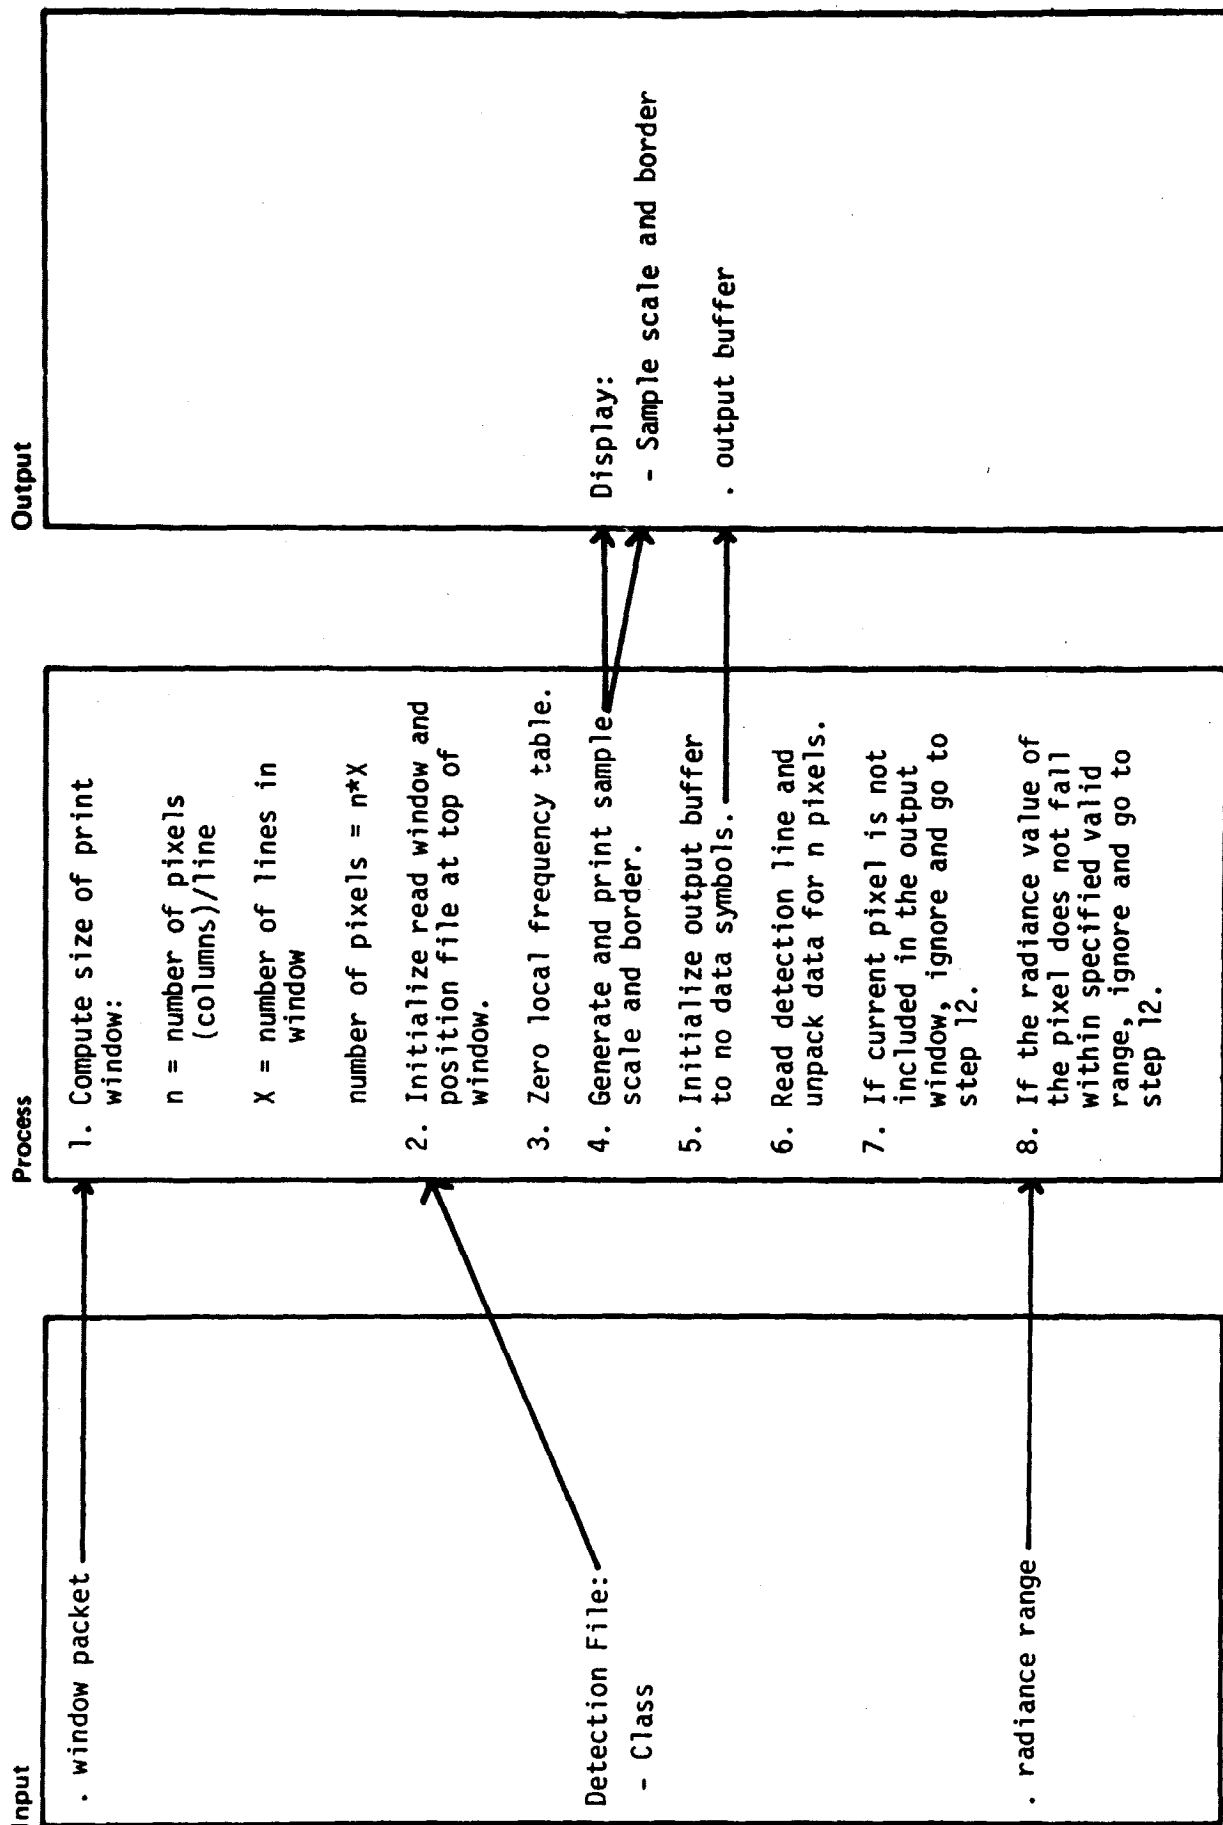 Input
. window packet
Detection File:
- Class
. radiance range
Process
1. Compute size of print
window:
n = number of pixels
(columns)/line
X = number of lines in
window
number of pixels = n*X
2. Initialize read window and
position file at top of
window.
3. Zero local frequency table.
4. Generate and print sample
scale and border.
5. Initialize output buffer
to no data symbols.
6. Read detection line and
unpack data for n pixels.
7. If current pixel is not
included in the output
window, ignore and go to
step 12.
8. If the radiance value of
the pixel does not fall
within specified valid
range, ignore and go to
step 12.
Output
Display:
- Sample scale and border
. output buffer